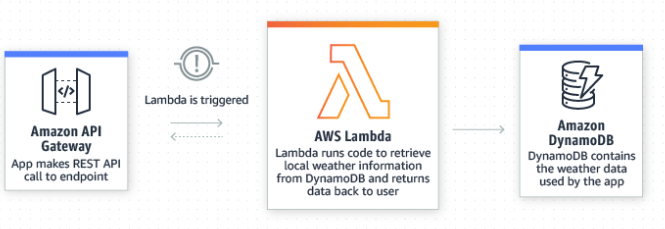 Amazon API
Gateway
App makes REST API
call to endpoint
Lambda is triggered
AWS Lambda
Lambda runs code to retrieve
local weather information
from DynamoDB and returns
data back to user
Amazon
DynamoDB
DynamoDB contains
the weather data
used by the app